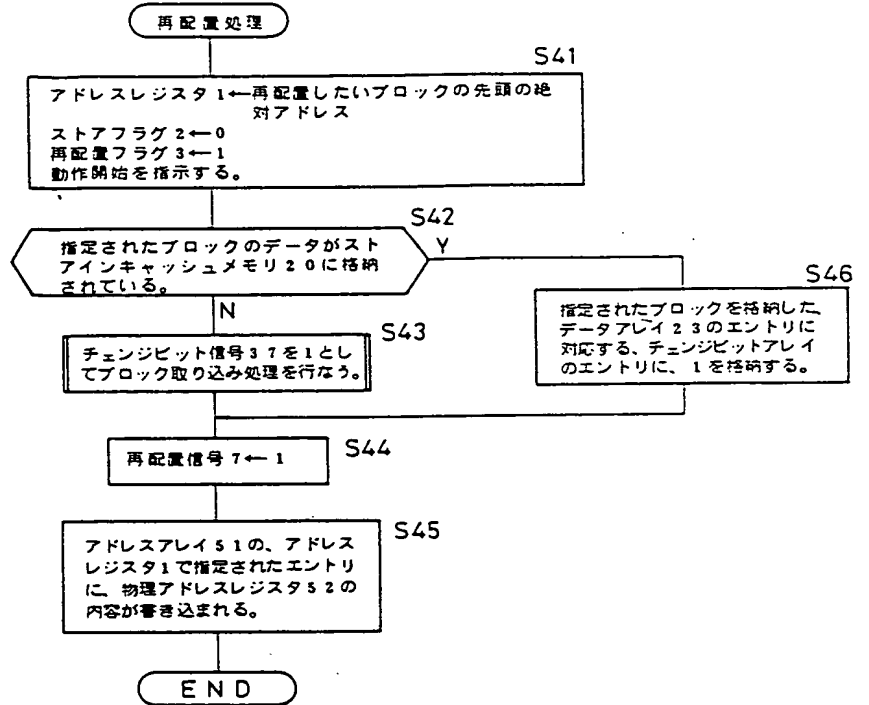 再配置処理
S41
アドレスレジスタ1←再配置したいブロックの先頭の絶
対アドレス
ストアフラグ2←0
再配置フラグ3←1
動作開始を指示する。
S42
指定されたブロックのデータがスト
アインキャッシュメモリ20に格納
されている。
Y
N
S46
指定されたブロックを格納した、
データアレイ23のエントリに
対応する、チェンジビットアレイ
のエントリに、1を格納する。
S43
チェンジビット信号37を1とし
てブロック取り込み処理を行なう。
再配置信号7←1
S44
S45
アドレスアレイ51の、アドレス
レジスタ1で指定されたエントリ
に、物理アドレスレジスタ52の
内容が書き込まれる。
END